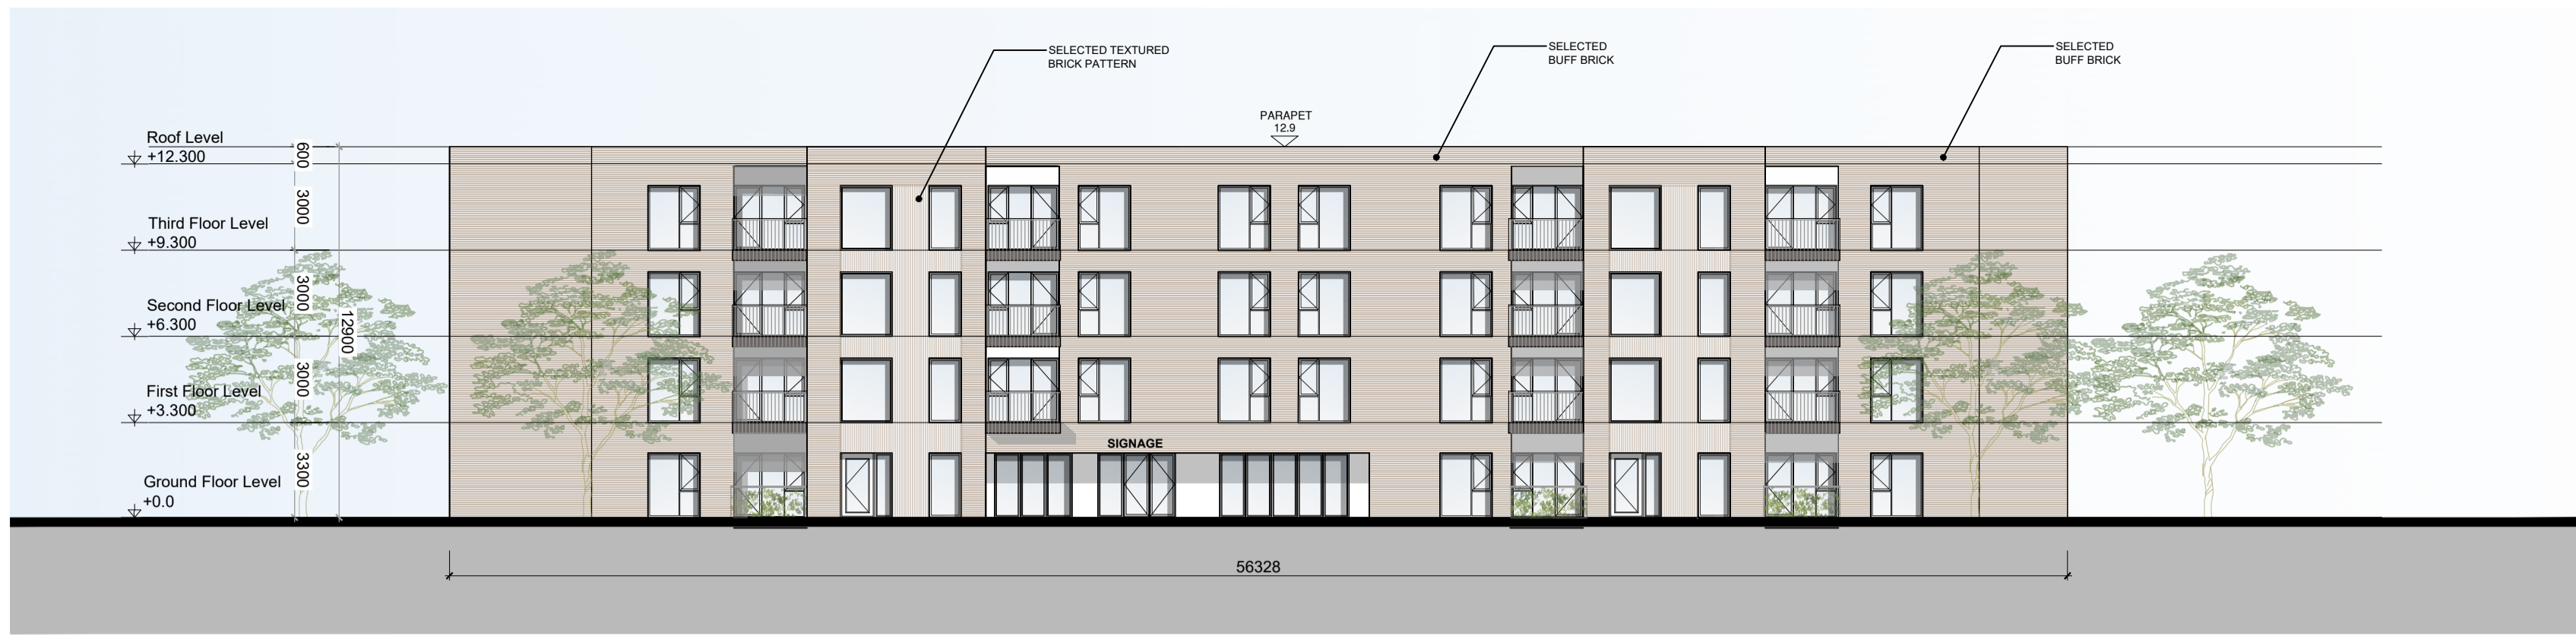 SELECTED TEXTURED
BRICK PATTERN
SELECTED
BUFF BRICK
SELECTED
BUFF BRICK
PARAPET
12.9
Roof Level
+12.300
600
3000
Third Floor Level
+9.300
3000
Second Floor Level
+6.300
12900
3000
First Floor Level
+3.300
SIGNAGE
3300
Ground Floor Level
+0.0
56328